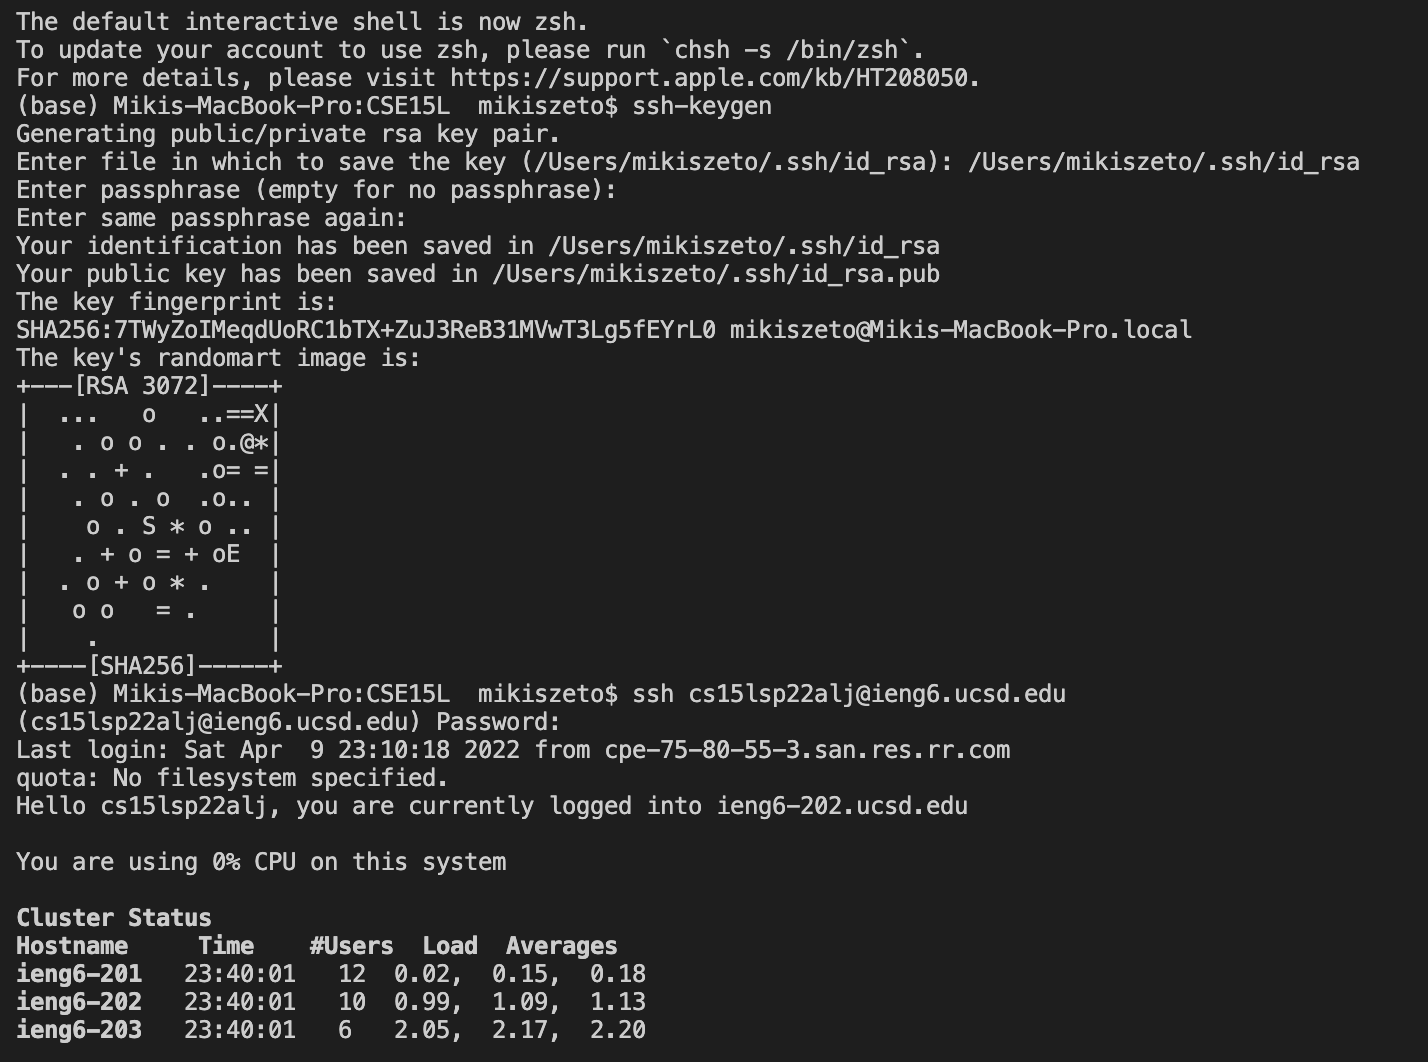 The default interactive shell is now zsh.
To update your account to use zsh, please run `chsh -s /bin/zsh`.
For more details, please visit https://support.apple.com/kb/HT208050.
(base) Mikis-MacBook-Pro:CSE15L  mikiszeto$ ssh-keygen
Generating public/private rsa key pair.
Enter file in which to save the key (/Users/mikiszeto/.ssh/id_rsa): /Users/mikiszeto/.ssh/id_rsa
Enter passphrase (empty for no passphrase):
Enter same passphrase again:
Your identification has been saved in /Users/mikiszeto/.ssh/id_rsa
Your public key has been saved in /Users/mikiszeto/.ssh/id_rsa.pub
The key fingerprint is:
SHA256:7TWyZoIMeqdUoRC1bTX+ZuJ3ReB31MVwT3Lg5fEYrL0 mikiszeto@Mikis-MacBook-Pro.local
The key's randomart image is:
+---[RSA 3072]----+
|  ...   o   ..==X|
|   . o o . . o.@*|
|  . . + .   .o= =|
|   . o . o  .o.. |
|    o . S * o .. |
|   . + o = + oE  |
|  . o + o * .    |
|   o o   = .     |
|    .            |
+----[SHA256]-----+
(base) Mikis-MacBook-Pro:CSE15L  mikiszeto$ ssh cs15lsp22alj@ieng6.ucsd.edu
(cs15lsp22alj@ieng6.ucsd.edu) Password:
Last login: Sat Apr  9 23:10:18 2022 from cpe-75-80-55-3.san.res.rr.com
quota: No filesystem specified.
Hello cs15lsp22alj, you are currently logged into ieng6-202.ucsd.edu
You are using 0% CPU on this system
Cluster Status
Hostname     Time    #Users  Load  Averages
ieng6-201   23:40:01   12  0.02,  0.15,  0.18
ieng6-202   23:40:01   10  0.99,  1.09,  1.13
ieng6-203   23:40:01   6   2.05,  2.17,  2.20